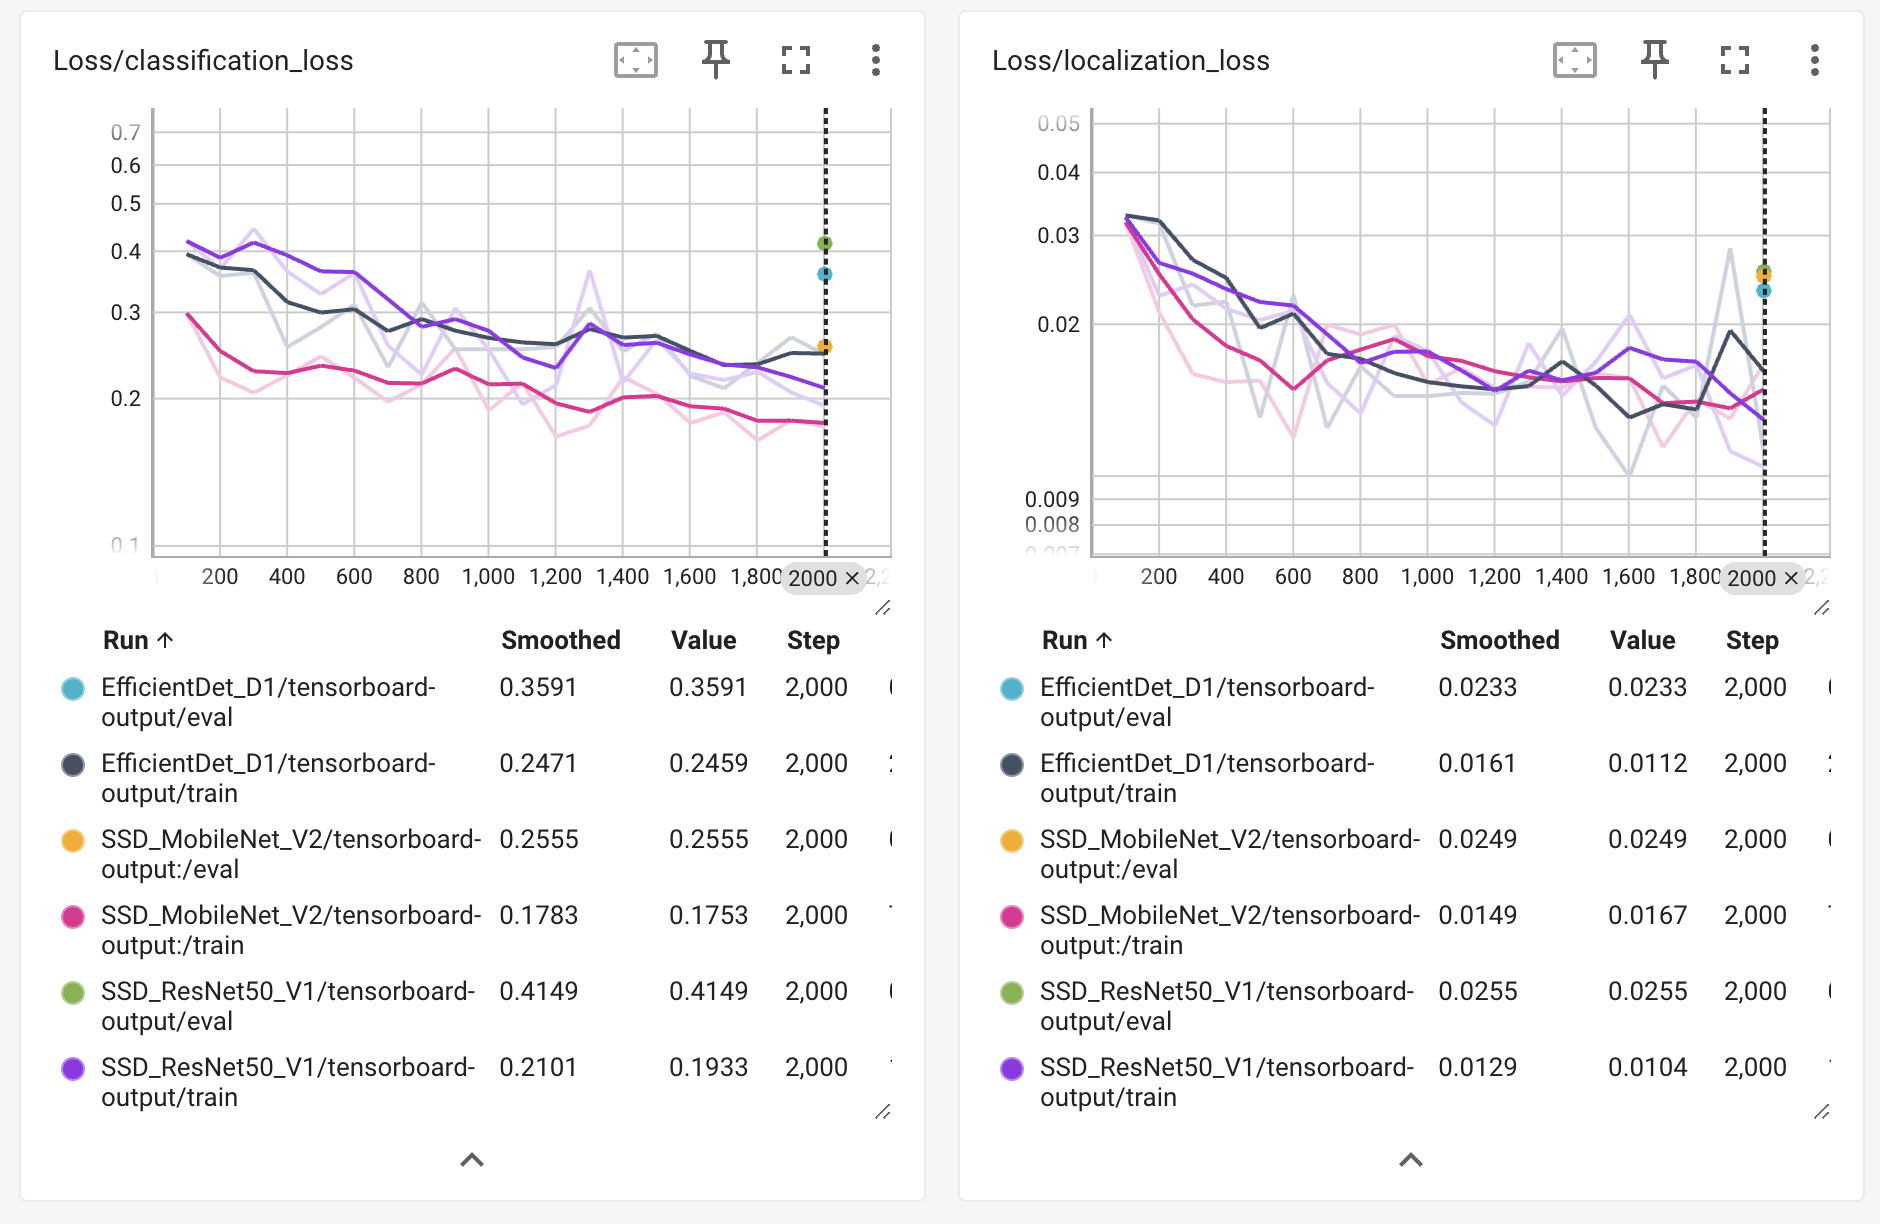 Loss/classification_loss
0.7
0.6
0.5
0.4
0.3
0.2
0.1
200 400 600 800 1,000 1,200 1,400 1,600 1,800 2000 ×
Run ↑ Smoothed Value Step
EfficientDet_D1/tensorboard- 0.3591 0.3591 2,000
output/eval
EfficientDet_D1/tensorboard- 0.2471 0.2459 2,000
output/train
SSD_MobileNet_V2/tensorboard- 0.2555 0.2555 2,000
output:/eval
SSD_MobileNet_V2/tensorboard- 0.1783 0.1753 2,000
output:/train
SSD_ResNet50_V1/tensorboard- 0.4149 0.4149 2,000
output/eval
SSD_ResNet50_V1/tensorboard- 0.2101 0.1933 2,000
output/train
Loss/localization_loss
0.05
0.04
0.03
0.02
0.009
0.008
0.007
200 400 600 800 1,000 1,200 1,400 1,600 1,800 2000 ×
Run ↑ Smoothed Value Step
EfficientDet_D1/tensorboard- 0.0233 0.0233 2,000
output/eval
EfficientDet_D1/tensorboard- 0.0161 0.0112 2,000
output/train
SSD_MobileNet_V2/tensorboard- 0.0249 0.0249 2,000
output:/eval
SSD_MobileNet_V2/tensorboard- 0.0149 0.0167 2,000
output:/train
SSD_ResNet50_V1/tensorboard- 0.0255 0.0255 2,000
output/eval
SSD_ResNet50_V1/tensorboard- 0.0129 0.0104 2,000
output/train